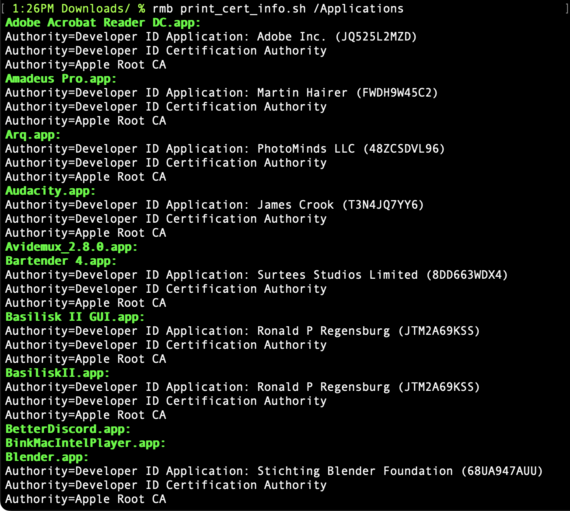 [ 1:26PM Downloads/ % rmb print_cert_info.sh /Applications ]
Adobe Acrobat Reader DC.app:
Authority=Developer ID Application: Adobe Inc. (JQ525L2MZD)
Authority=Developer ID Certification Authority
Authority=Apple Root CA
Amadeus Pro.app:
Authority=Developer ID Application: Martin Hairer (FWDH9W45C2)
Authority=Developer ID Certification Authority
Authority=Apple Root CA
Arq.app:
Authority=Developer ID Application: PhotoMinds LLC (48ZCSDVL96)
Authority=Developer ID Certification Authority
Authority=Apple Root CA
Audacity.app:
Authority=Developer ID Application: James Crook (T3N4JQ7YY6)
Authority=Developer ID Certification Authority
Authority=Apple Root CA
Avidemux_2.8.0.app:
Bartender 4.app:
Authority=Developer ID Application: Surtees Studios Limited (8DD663WDX4)
Authority=Developer ID Certification Authority
Authority=Apple Root CA
Basilisk II GUI.app:
Authority=Developer ID Application: Ronald P Regensburg (JTM2A69KSS)
Authority=Developer ID Certification Authority
Authority=Apple Root CA
BasiliskII.app:
Authority=Developer ID Application: Ronald P Regensburg (JTM2A69KSS)
Authority=Developer ID Certification Authority
Authority=Apple Root CA
BetterDiscord.app:
BinkMacIntelPlayer.app:
Blender.app:
Authority=Developer ID Application: Stichting Blender Foundation (68UA947AUU)
Authority=Developer ID Certification Authority
Authority=Apple Root CA